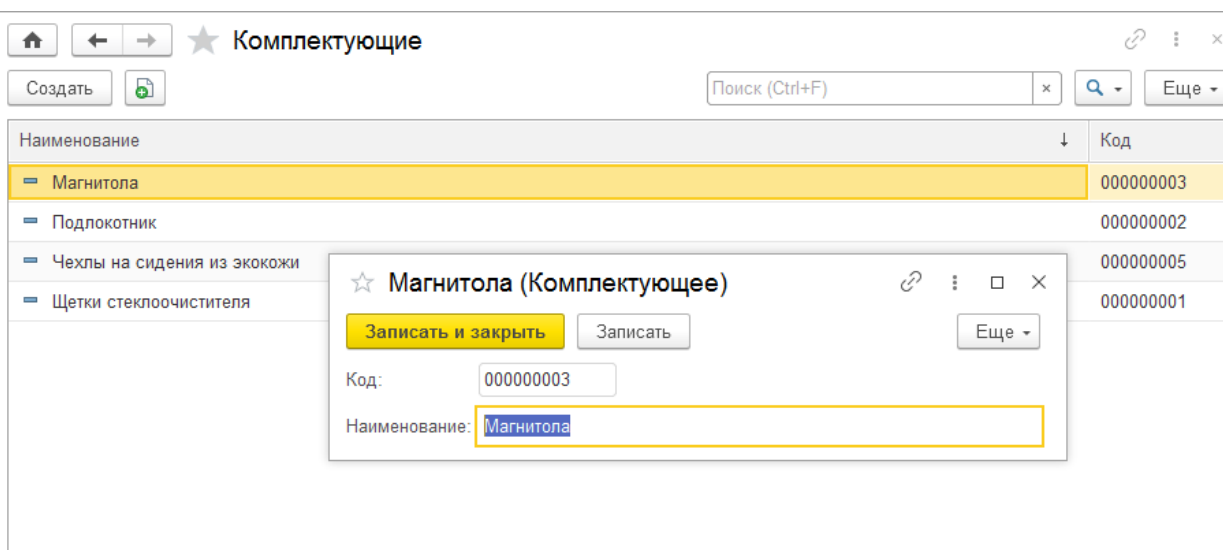 Комплектующие
Создать
Поиск (Ctrl+F)
×
Еще
Наименование ↓ Код
Магнитола 000000003
Подлокотник 000000002
Чехлы на сидения из экокожи 000000005
Щетки стеклоочистителя 000000001
Магнитола (Комплектующее)
Записать и закрыть Записать Еще
Код: 000000003
Наименование: Магнитола